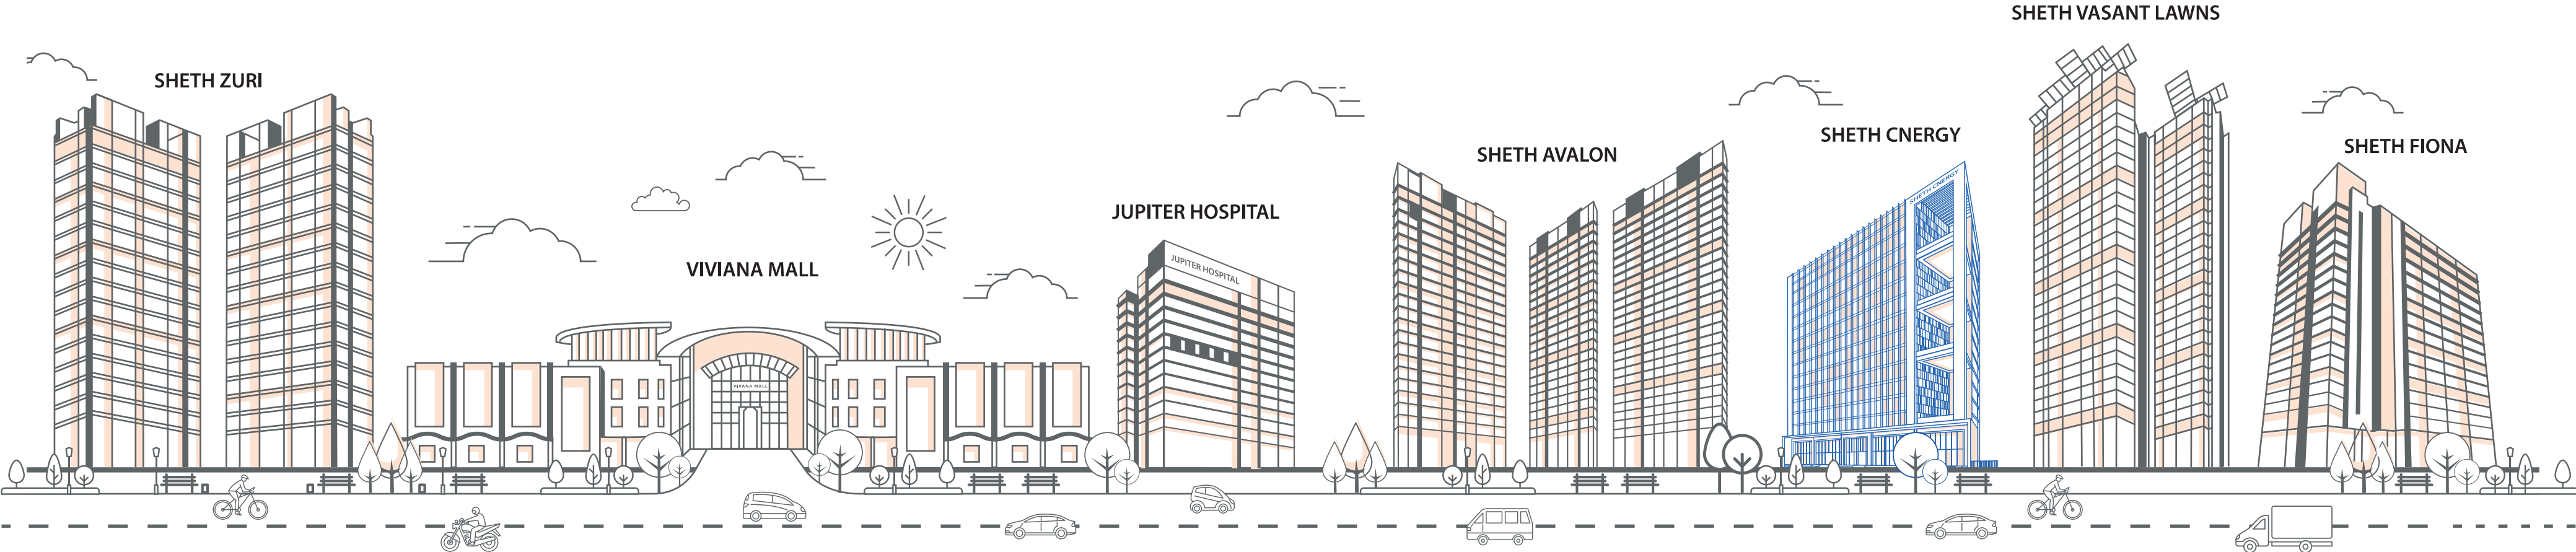 SHETH ZURI
VIVIANA MALL
VIVANA MALL
JUPITER HOSPITAL
JUPITER HOSPITAL
SHETH AVALON
SHETH CNERGY
SHETH CNERGY
SHETH VASANT LAWNS
SHETH FIONA